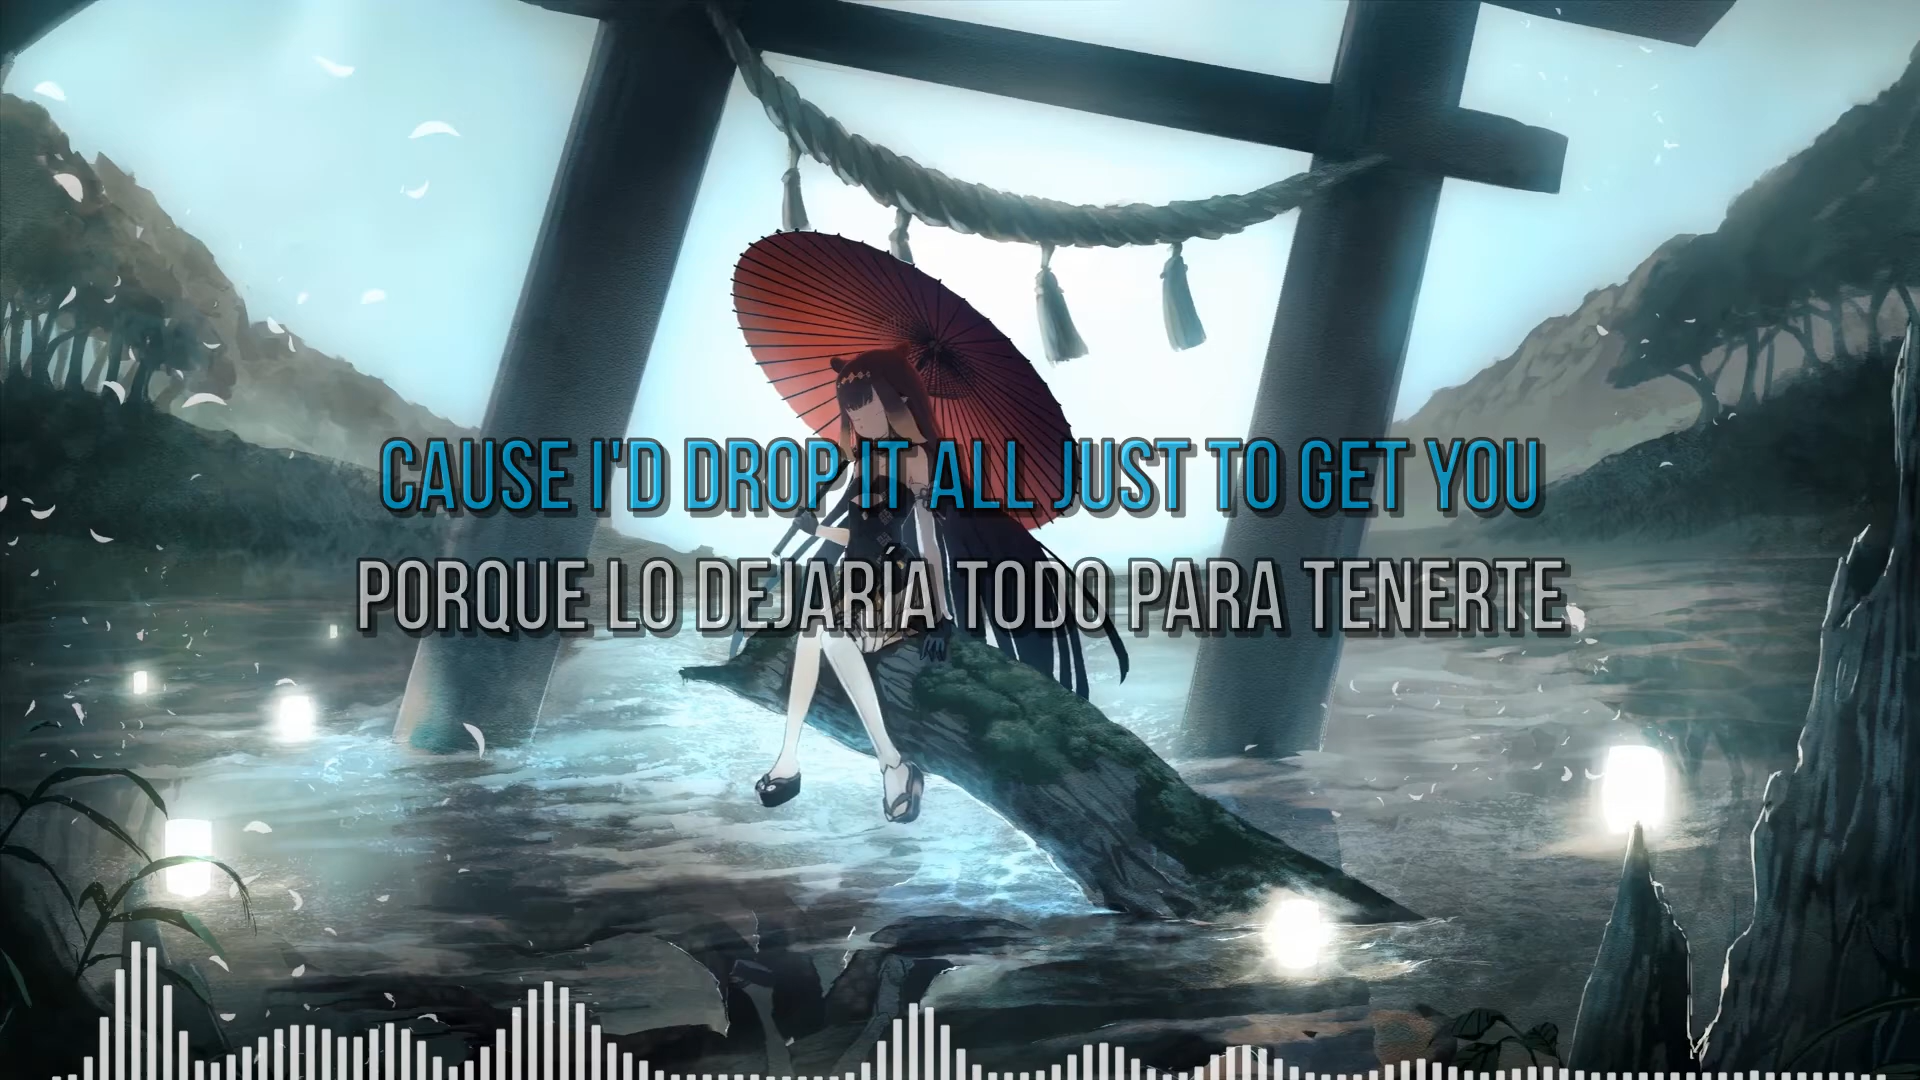 CAUSE I'D DROP IT ALL JUST TO GET YOU
PORQUE LO DEJARÍA TODO PARA TENERTE